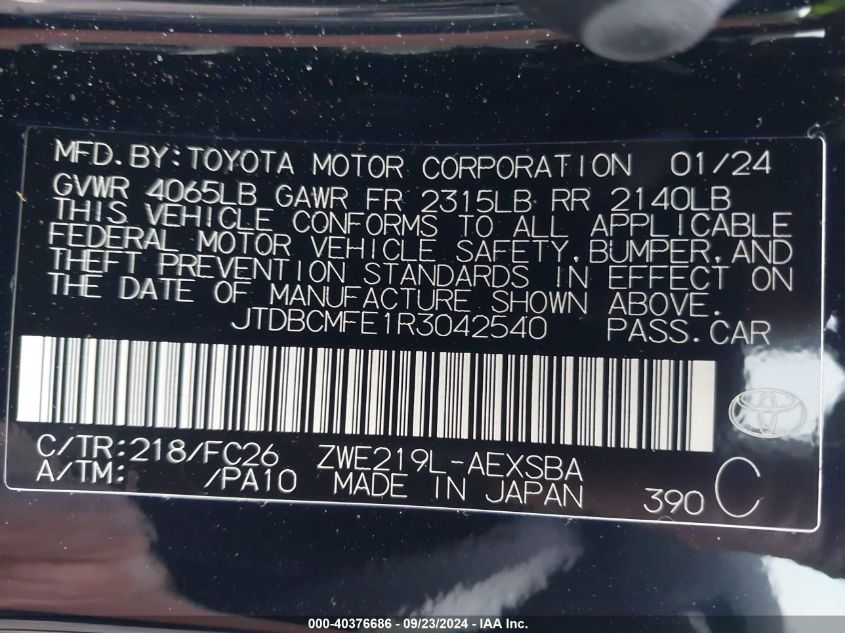 MFD.BY:TOYOTA MOTOR CORPORATION 01/24
GVWR 4065LB GAWR FR 2315LB RR 2140LB
THIS VEHICLE CONFORMS TO ALL APPLICABLE
FEDERAL MOTOR VEHICLE SAFETY,BUMPER,AND
THEFT PREVENTION STANDARDS IN EFFECT ON
THE DATE OF MANUFACTURE SHOWN ABOVE.
JTDBCMFE1R3042540 PASS.CAR
C/TR:218/FC26 ZWE219L-AEXSBA
A/TM: /PA10 MADE IN JAPAN 390 C
000-40376686 - 09/23/2024 - IAA Inc.